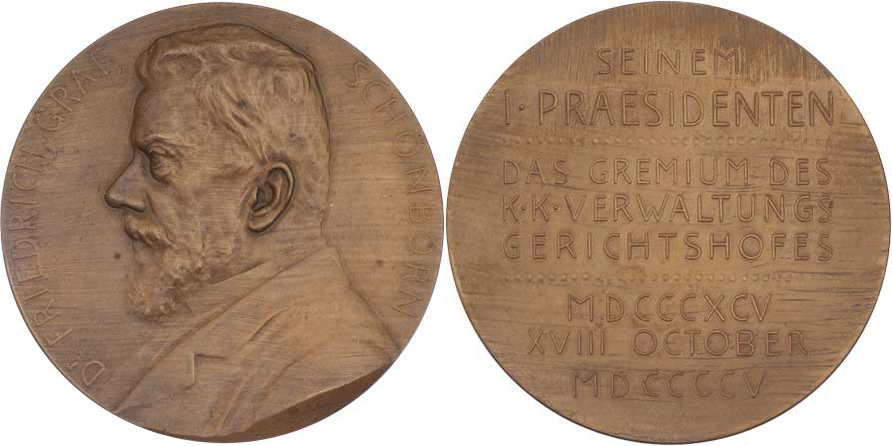 DR. FRIEDRICH GRAF SCHÖNBORN
SEINEM
I · PRAESIDENTEN
DAS GREMIUM DES
K·K·VERWALTUNGS
GERICHTSHOFES
MDCCCXCV
XVIII OCTOBER
MDCCCCV